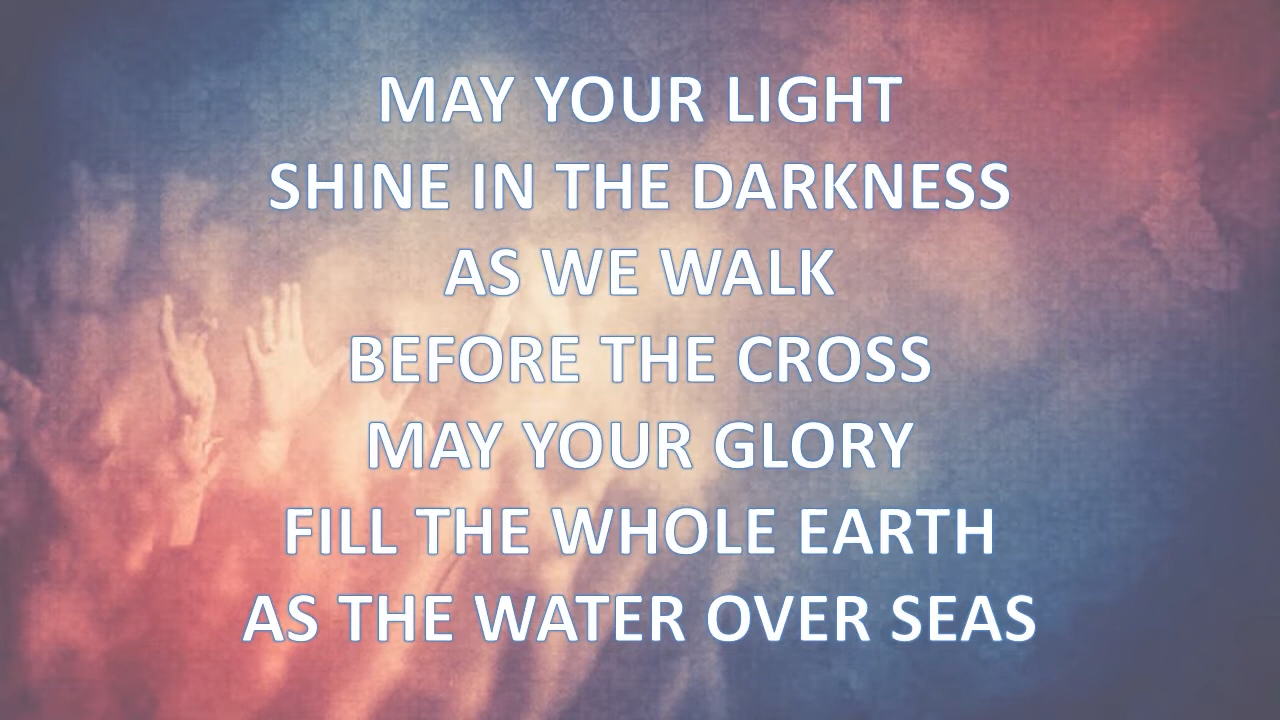 MAY YOUR LIGHT
SHINE IN THE DARKNESS
AS WE WALK
BEFORE THE CROSS
MAY YOUR GLORY
FILL THE WHOLE EARTH
AS THE WATER OVER SEAS